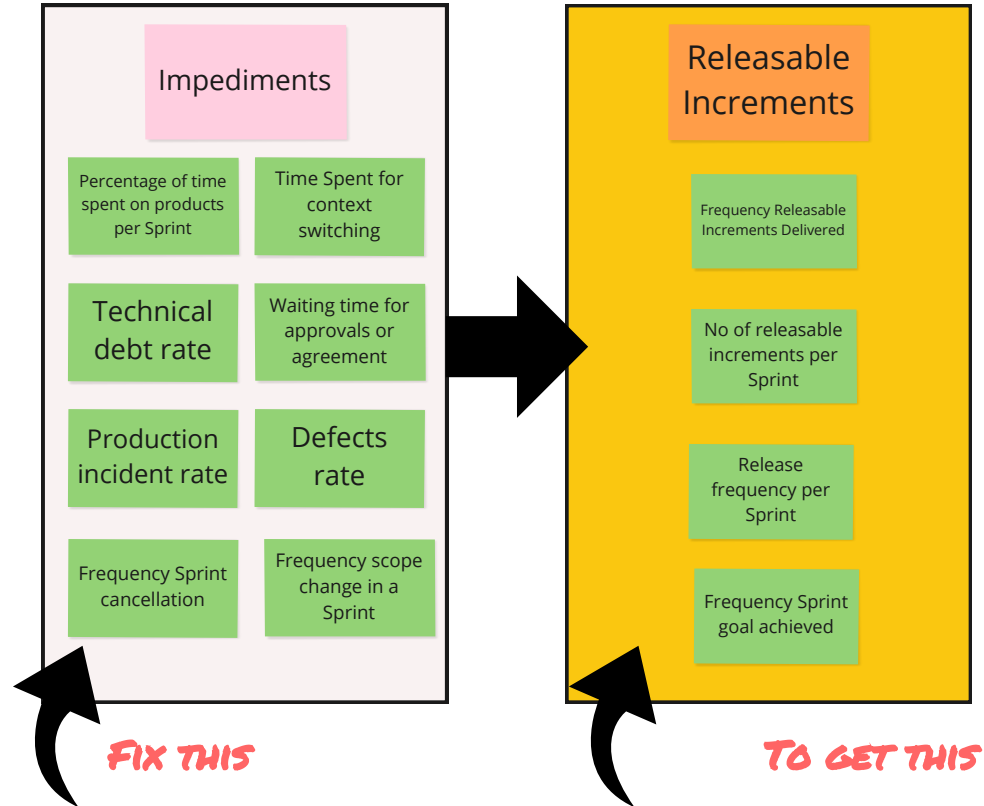 Impediments
Percentage of time
spent on products
per Sprint
Time Spent for
context
switching
Technical
debt rate
Waiting time for
approvals or
agreement
Production
incident rate
Defects
rate
Frequency Sprint
cancellation
Frequency scope
change in a
Sprint
Fix this
Releasable
Increments
Frequency Releasable
Increments Delivered
No of releasable
increments per
Sprint
Release
frequency per
Sprint
Frequency Sprint
goal achieved
To get this